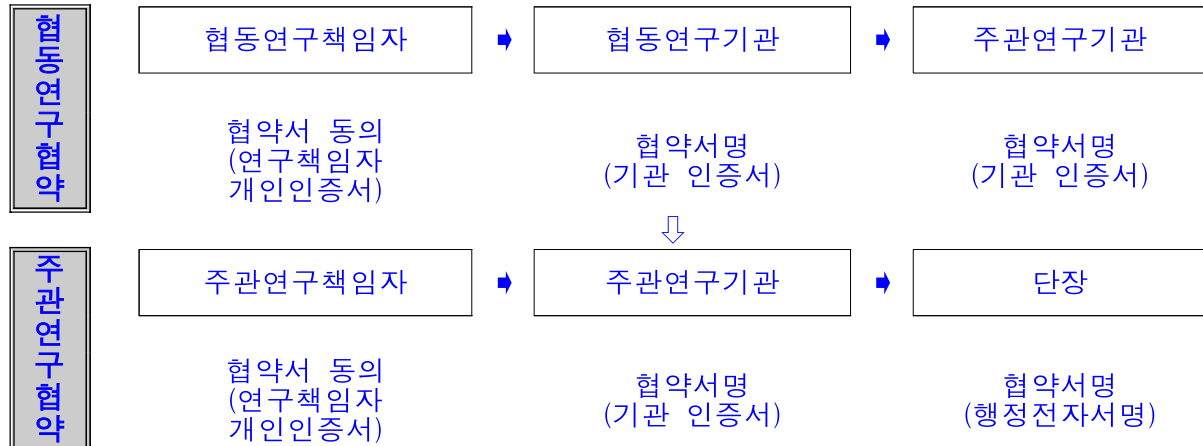 협동연구협약
협동연구책임자 ➧ 협동연구기관 ➧ 주관연구기관
협약서 동의
(연구책임자
개인인증서)
협약서명
(기관 인증서)
협약서명
(기관 인증서)
⇩
주관연구협약
주관연구책임자 ➧ 주관연구기관 ➧ 단장
협약서 동의
(연구책임자
개인인증서)
협약서명
(기관 인증서)
협약서명
(행정전자서명)